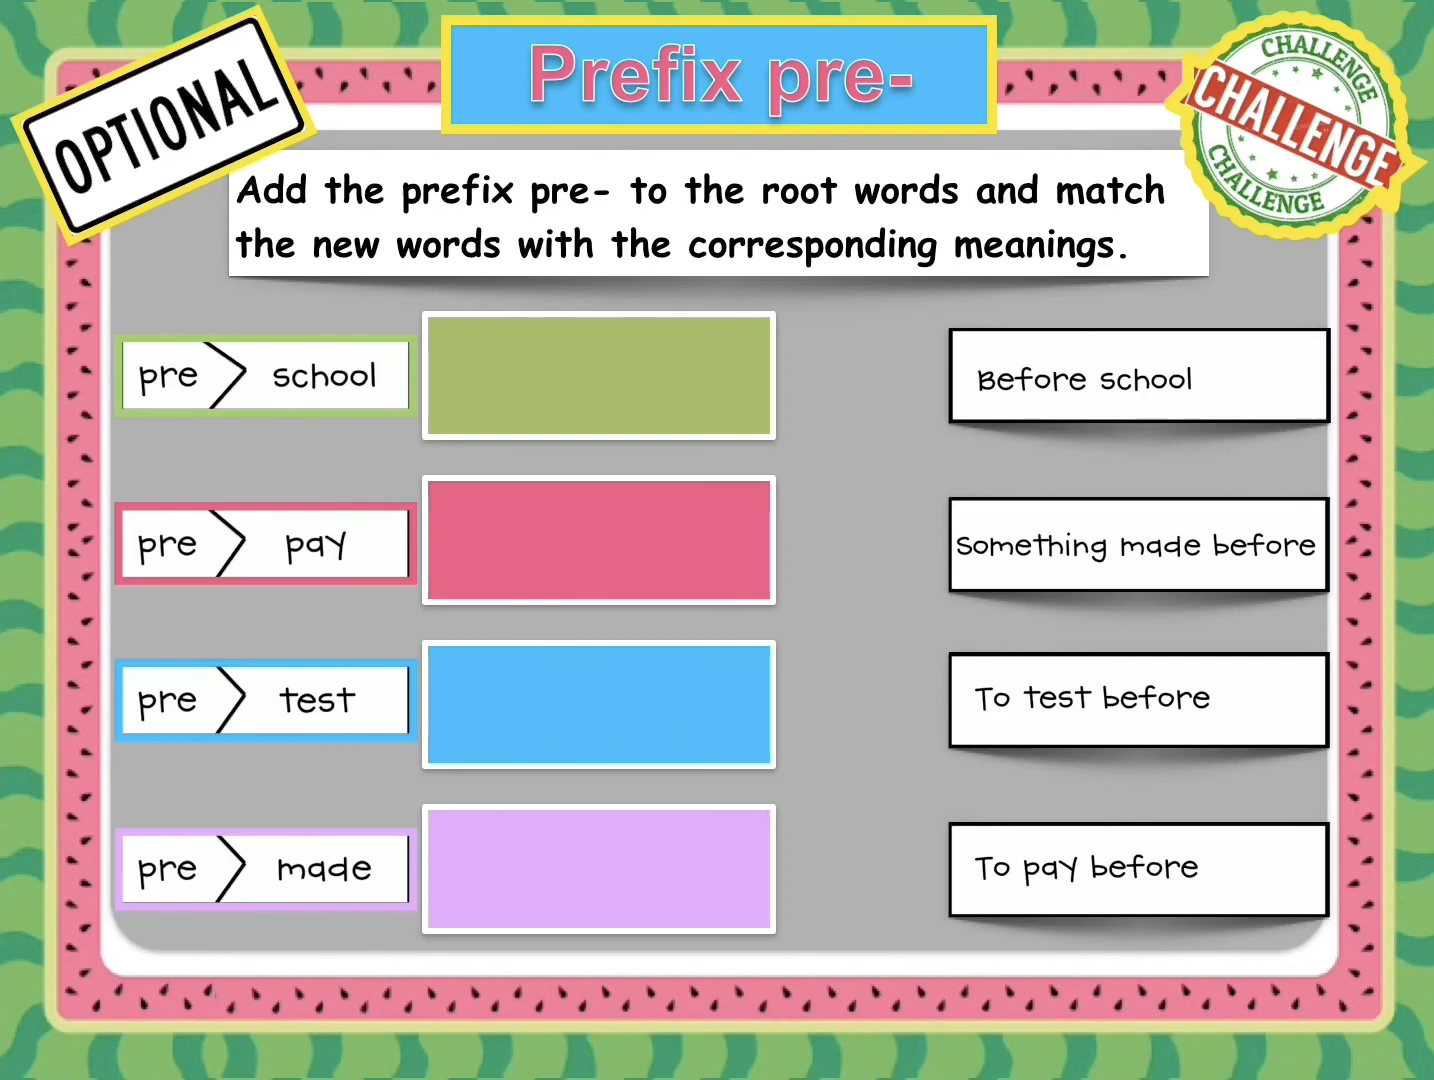 OPTIONAL
Prefix pre-
CHALLENGE
CHALLENGE
CHALLENGE
Add the prefix pre- to the root words and match
the new words with the corresponding meanings.
pre school
Before school
pre pay
Something made before
pre test
To test before
pre made
To pay before